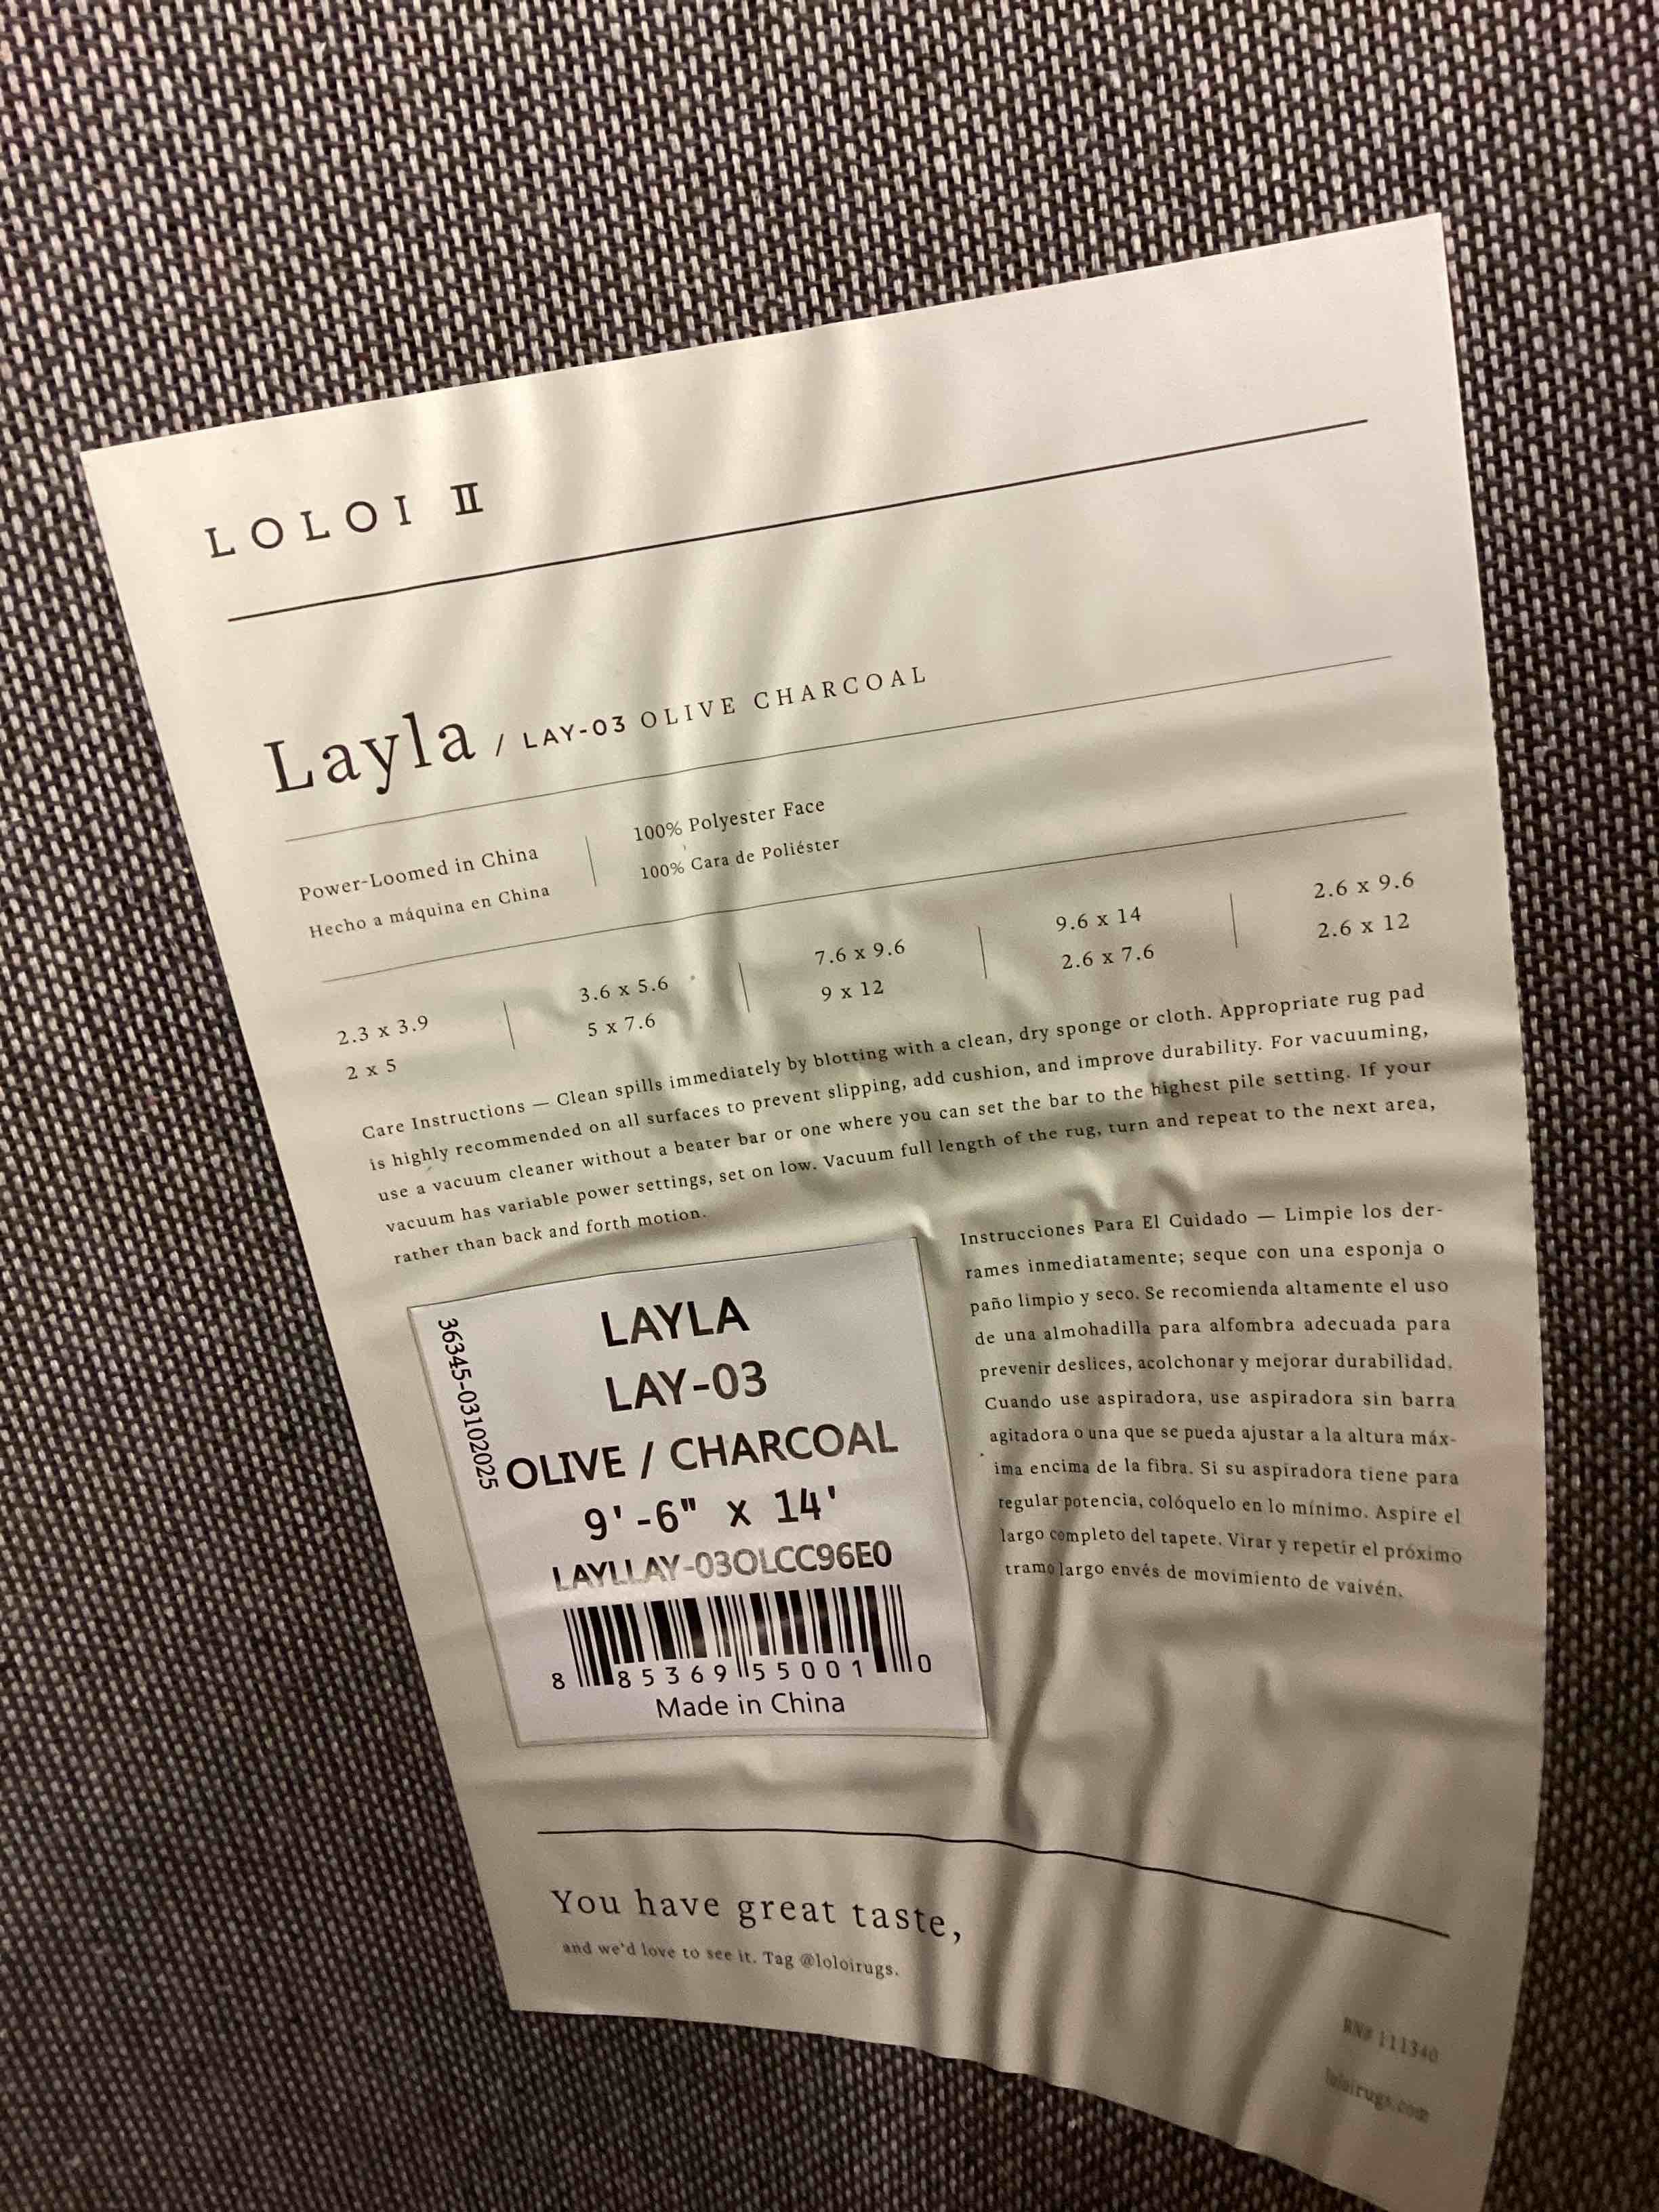 LOLOI II
Layla / LAY-03 OLIVE CHARCOAL
Power-Loomed in China
Hecho a máquina en China
100% Polyester Face
100% Cara de Poliéster
2.3 x 3.9
2 x 5
3.6 x 5.6
5 x 7.6
7.6 x 9.6
9 x 12
9.6 x 14
2.6 x 7.6
2.6 x 9.6
2.6 x 12
Care Instructions — Clean spills immediately by blotting with a clean, dry sponge or cloth. Appropriate rug pad
is highly recommended on all surfaces to prevent slipping, add cushion, and improve durability. For vacuuming,
use a vacuum cleaner without a beater bar or one where you can set the bar to the highest pile setting. If your
vacuum has variable power settings, set on low. Vacuum full length of the rug, turn and repeat to the next area,
rather than back and forth motion.
36345-03102025
LAYLA
LAY-03
OLIVE / CHARCOAL
9'-6" X 14'
LAYLLAY-03OLCC96E0
8 85369 55001 0
Made in China
Instrucciones Para El Cuidado — Limpie los der-
rames inmediatamente; seque con una esponja o
paño limpio y seco. Se recomienda altamente el uso
de una almohadilla para alfombra adecuada para
prevenir deslices, acolchonar y mejorar durabilidad.
Cuando use aspiradora, use aspiradora sin barra
agitadora o una que se pueda ajustar a la altura máx-
ima encima de la fibra. Si su aspiradora tiene para
regular potencia, colóquelo en lo mínimo. Aspire el
largo completo del tapete. Virar y repetir el próximo
tramo largo envés de movimiento de vaivén.
You have great taste,
and we'd love to see it. Tag @loloirugs.
RN# 111340
loloirugs.com